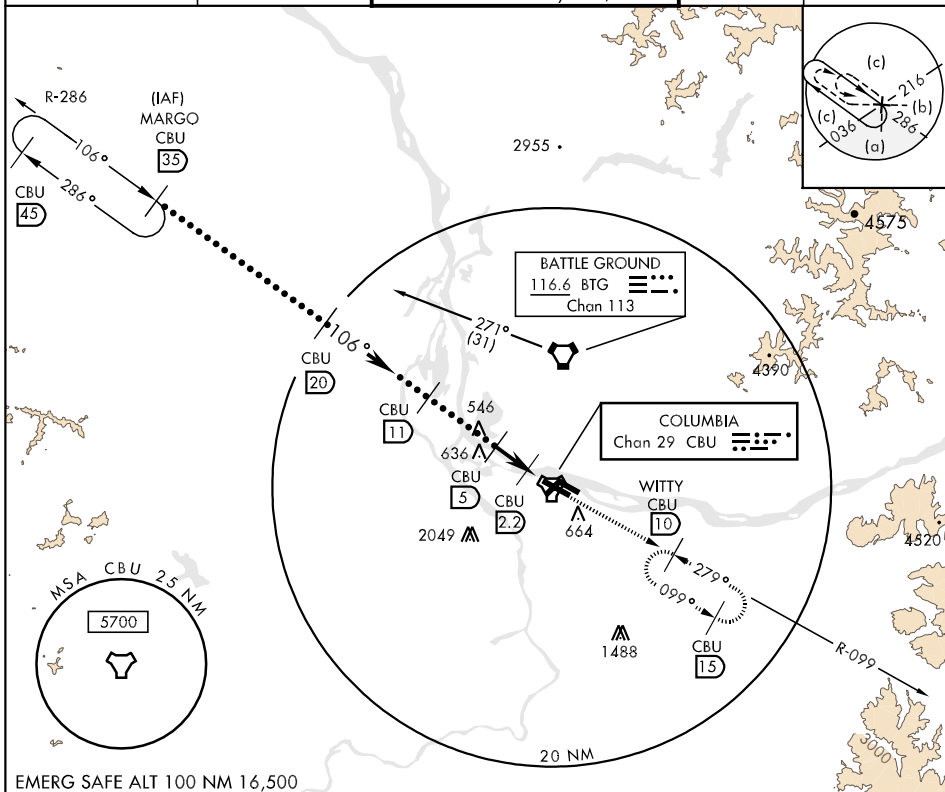 R-286
(IAF)
MARGO
CBU
35
106°
286°
CBU
45
2955
(c)
216
(b)
(c)
036
286
(a)
4575
BATTLE GROUND
116.6 BTG
Chan 113
271°
(31)
106°
CBU
20
4390
CBU
11
546
636
COLUMBIA
Chan 29 CBU
CBU
5
CBU
2.2
WITTY
CBU
10
664
2049
4520
279°
099°
MSA CBU 25 NM
5700
1488
CBU
15
R-099
3000
20 NM
EMERG SAFE ALT 100 NM 16,500